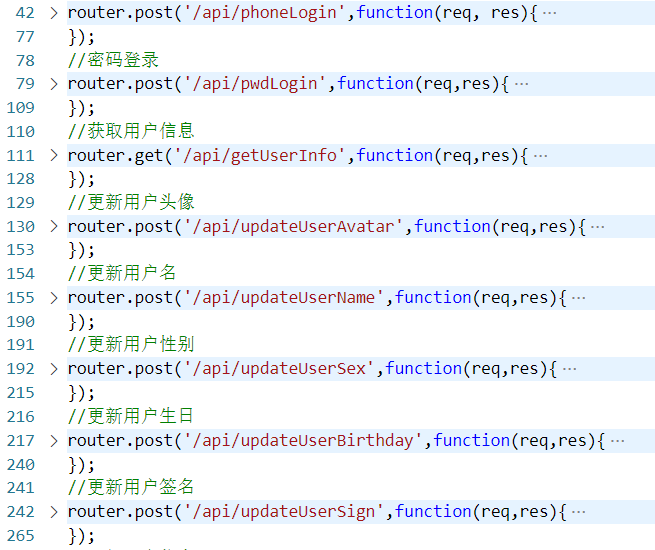 42 > router.post('/api/phoneLogin',function(req, res){ ···
77 });
78 //密码登录
79 > router.post('/api/pwdLogin',function(req,res){ ···
109 });
110 //获取用户信息
111 > router.get('/api/getUserInfo',function(req,res){ ···
128 });
129 //更新用户头像
130 > router.post('/api/updateUserAvatar',function(req,res){ ···
153 });
154 //更新用户名
155 > router.post('/api/updateUserName',function(req,res){ ···
190 });
191 //更新用户性别
192 > router.post('/api/updateUserSex',function(req,res){ ···
215 });
216 //更新用户生日
217 > router.post('/api/updateUserBirthday',function(req,res){ ···
240 });
241 //更新用户签名
242 > router.post('/api/updateUserSign',function(req,res){ ···
265 });